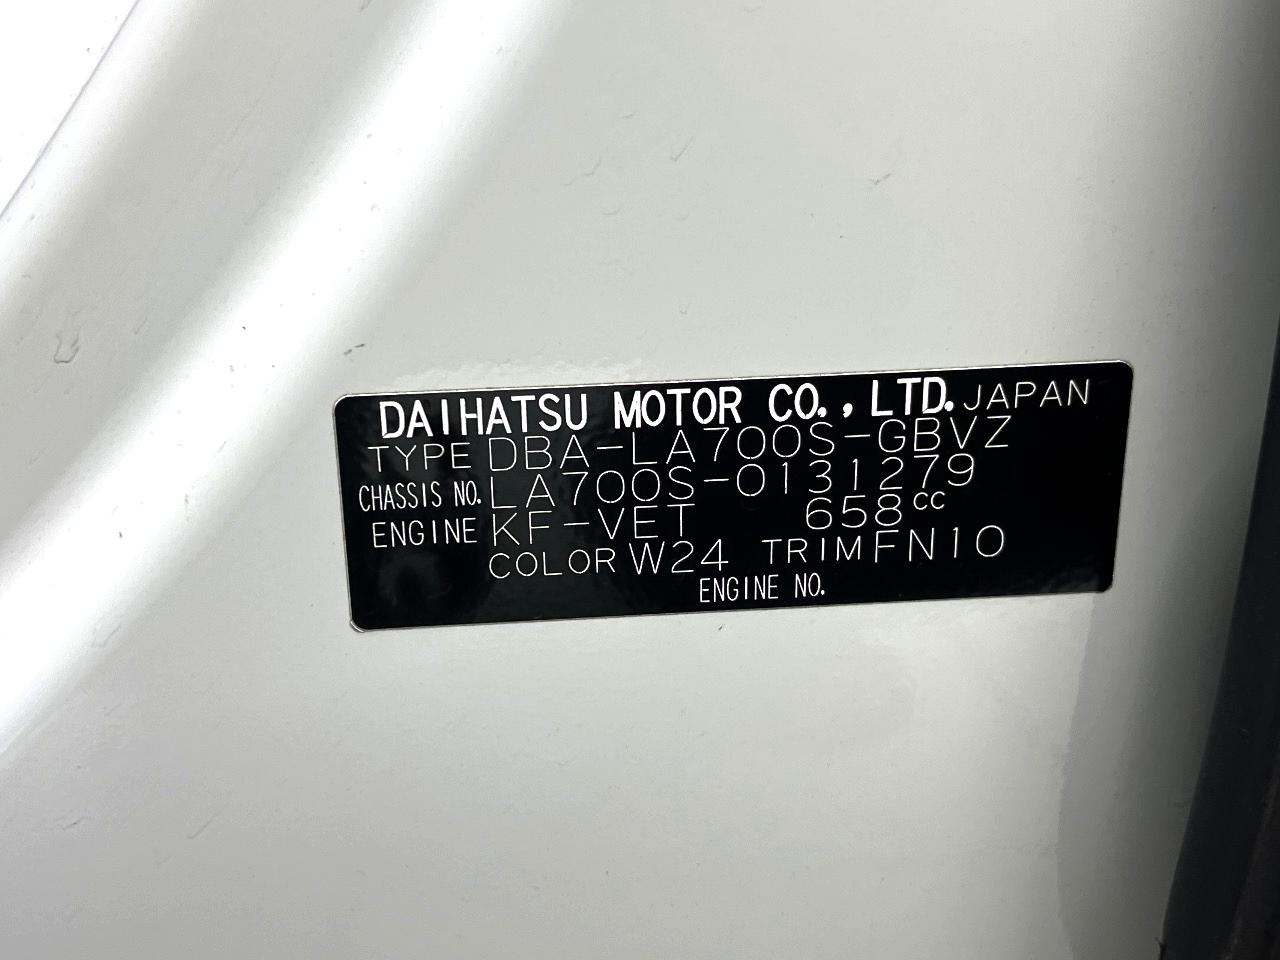 DAIHATSU MOTOR CO., LTD. JAPAN
TYPE DBA-LA700S-GBVZ
CHASSIS NO. LA700S-0131279
ENGINE KF-VET 658cc
COLOR W24 TRIM FN10
ENGINE NO.